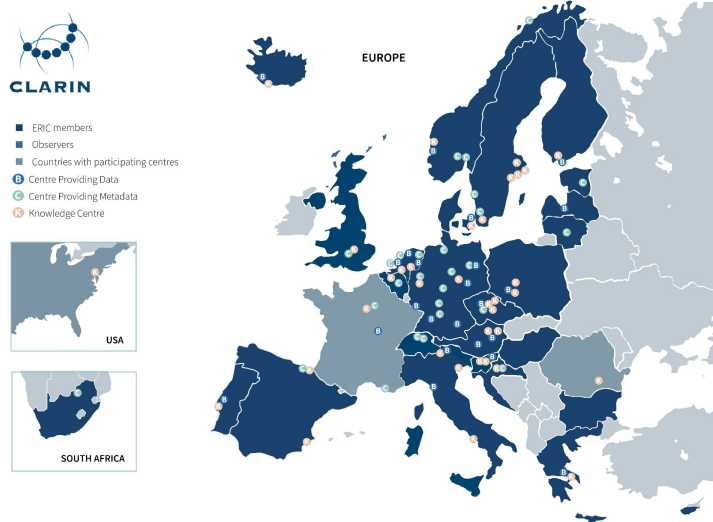 EUROPE
CLARIN
ERIC members
Observers
Countries with participating centres
B Centre Providing Data
C Centre Providing Metadata
K Knowledge Centre
USA
SOUTH AFRICA